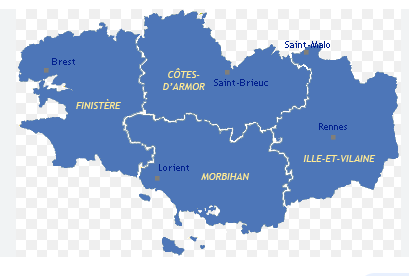 Saint-Malo
Brest
CÔTES-
D'ARMOR
Saint-Brieuc
FINISTÈRE
Rennes
ILLE-ET-VILAINE
Lorient
MORBIHAN